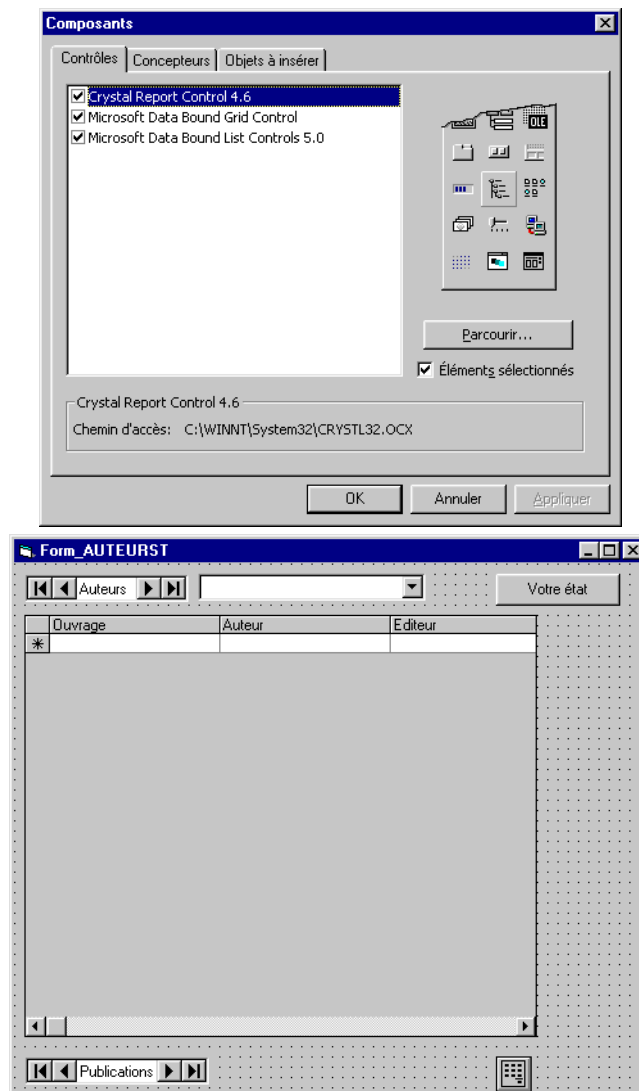 Composants
Contrôles Concepteurs Objets à insérer
Crystal Report Control 4.6
Microsoft Data Bound Grid Control
Microsoft Data Bound List Controls 5.0
OLE
Parcourir...
Éléments sélectionnés
Crystal Report Control 4.6
Chemin d'accès: C:\WINNT\System32\CRYSTL32.OCX
OK Annuler Appliquer
Form_AUTEURST
Auteurs Votre état
Ouvrage Auteur Editeur
Publications